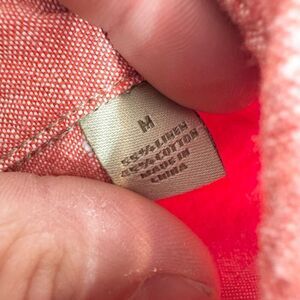 M
55% LINEN
45% COTTON
MADE IN
CHINA